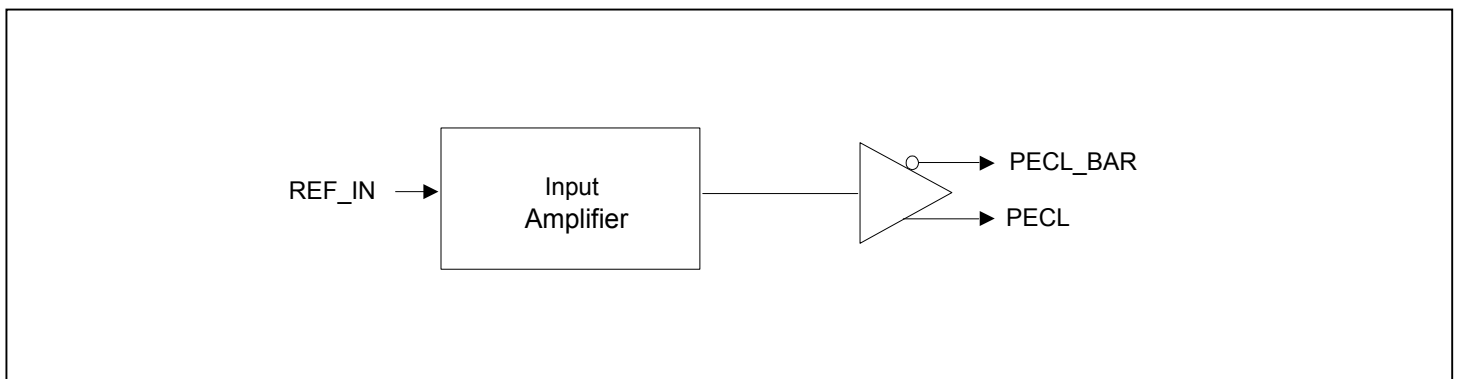 REF_IN
Input
Amplifier
PECL_BAR
PECL